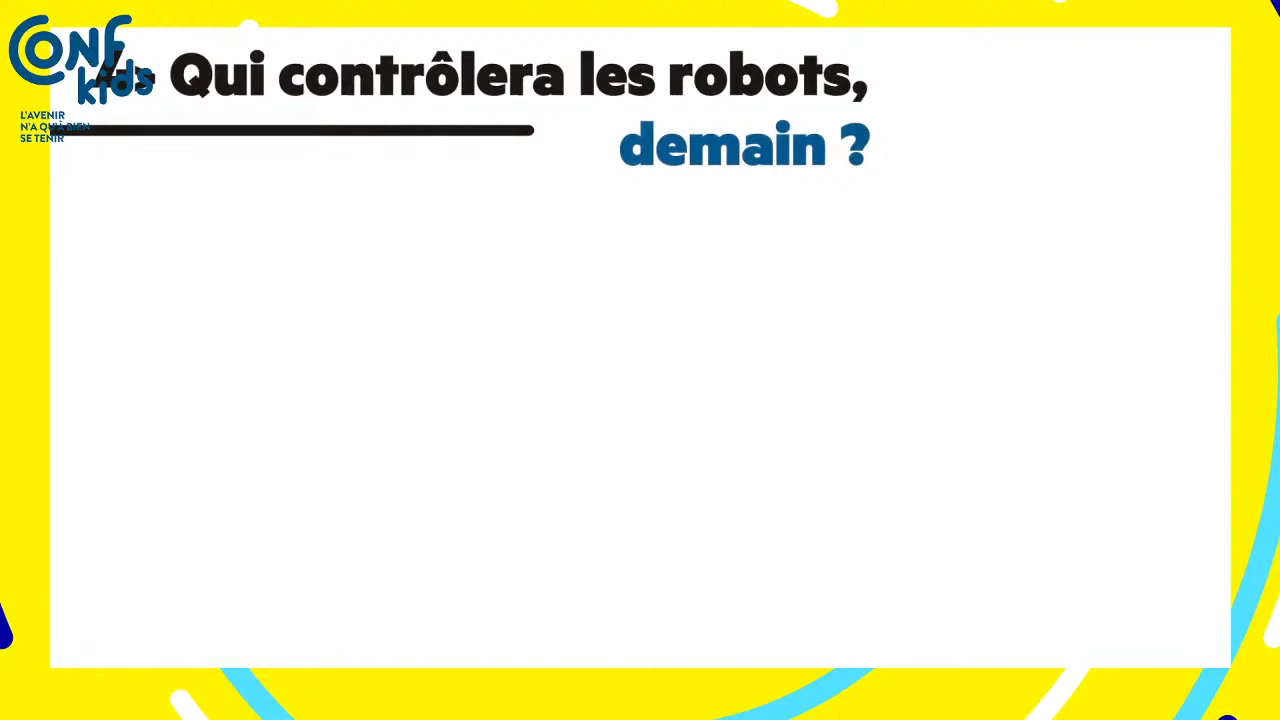 CONF
kids
L'AVENIR
N'A QU'À BIEN
SE TENIR
Qui contrôlera les robots,
demain ?